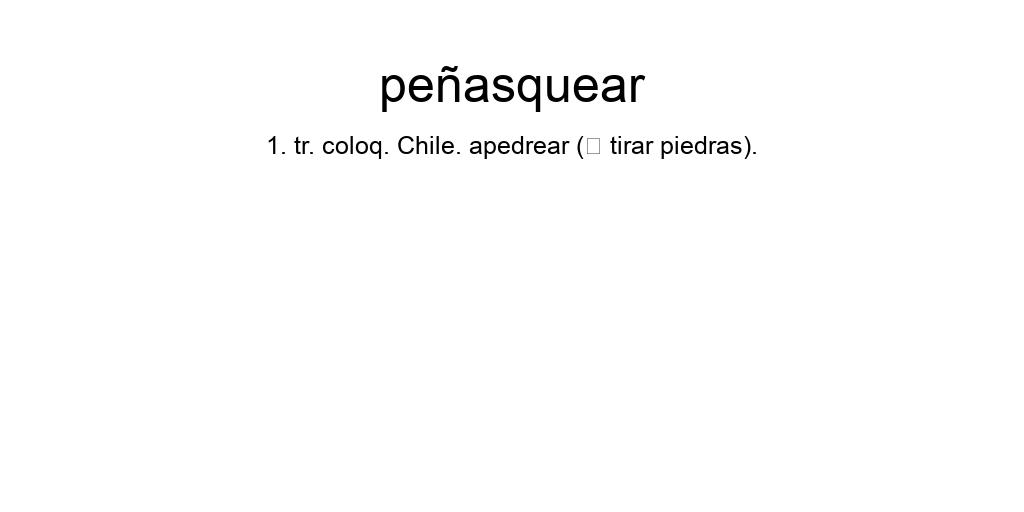 peñasquear
1. tr. coloq. Chile. apedrear (□ tirar piedras).